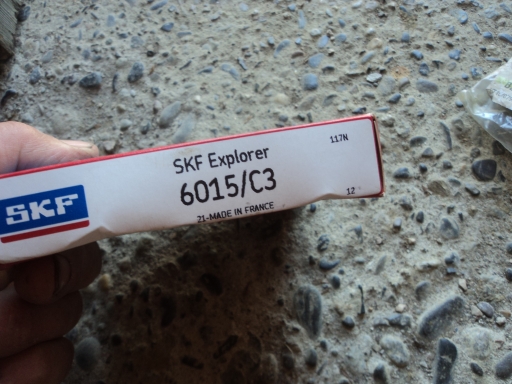 SKF
SKF Explorer
117N
6015/C3
12
21-MADE IN FRANCE